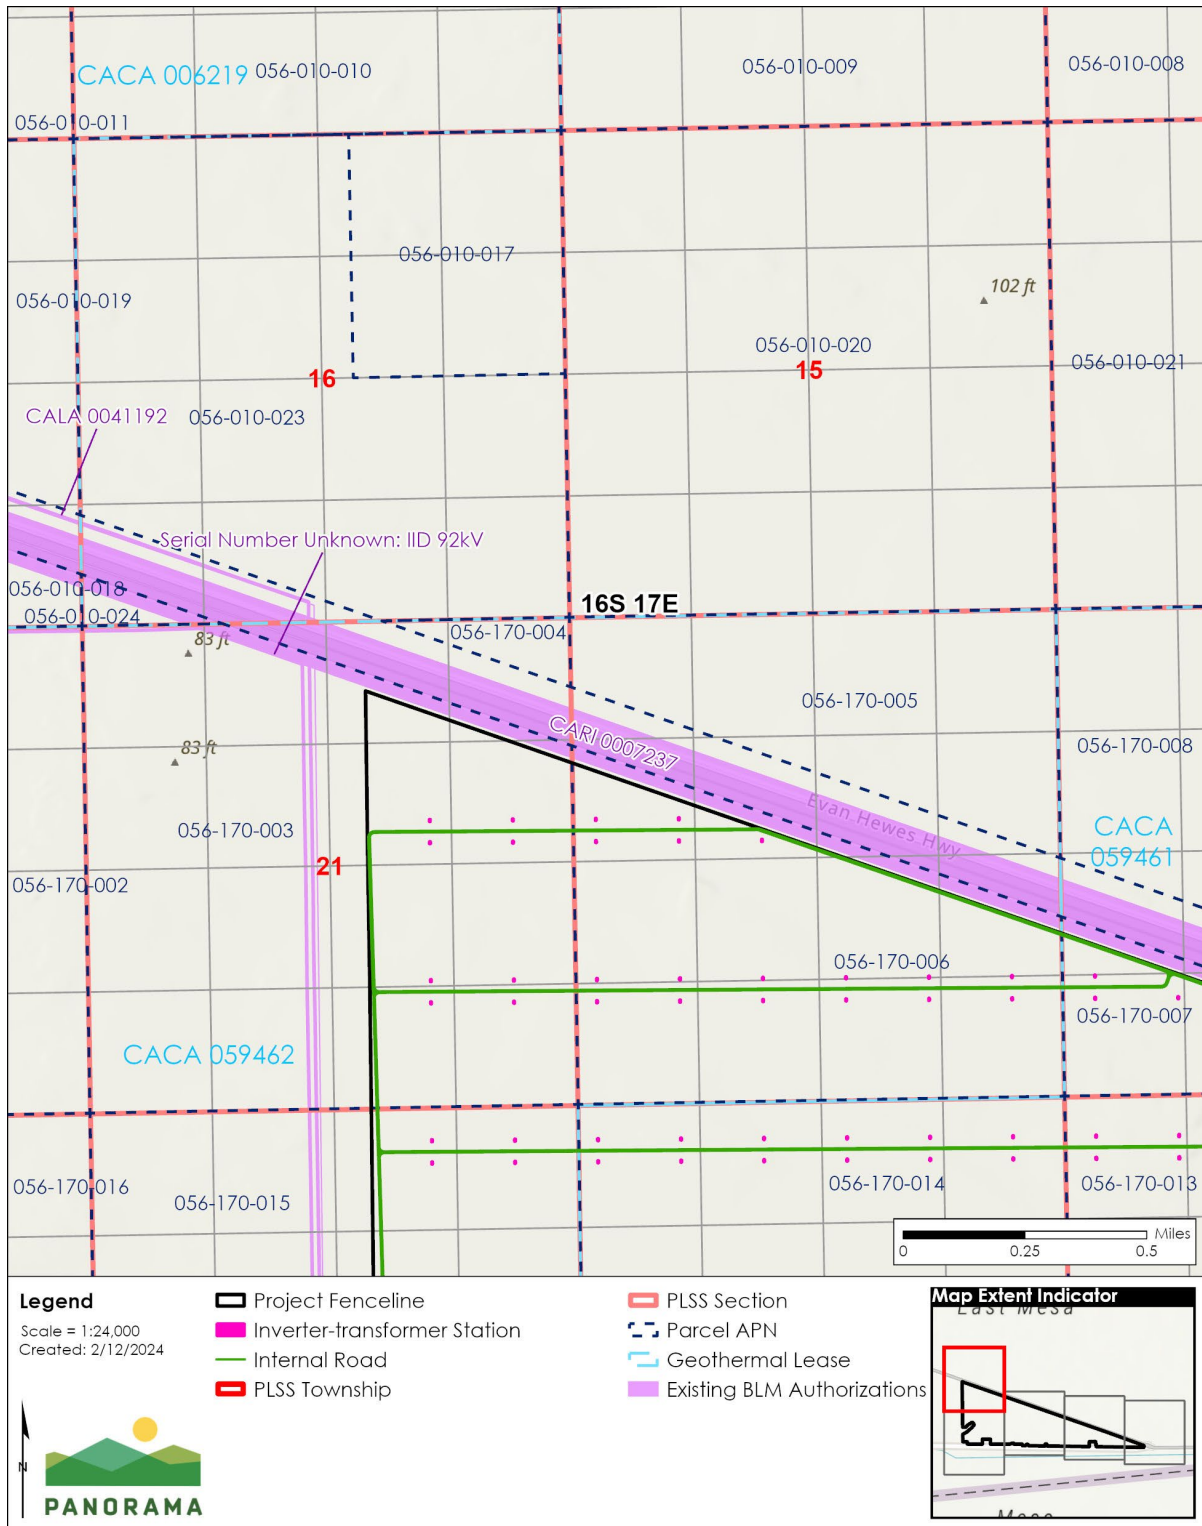 CACA 006219
056-010-010
056-010-009
056-010-008
056-010-011
056-010-017
056-010-019
102 ft
056-010-020
15
056-010-021
16
CALA 0041192
056-010-023
Serial Number Unknown: IID 92kV
056-010-018
056-010-024
16S 17E
83 ft
056-170-004
056-170-005
CARI 0007237
056-170-008
83 ft
Evan Hewes Hwy
056-170-003
CACA
059461
21
056-170-002
056-170-006
056-170-007
CACA 059462
056-170-016
056-170-015
056-170-014
056-170-013
Miles
0 0.25 0.5
Legend
Scale = 1:24,000
Created: 2/12/2024
Project Fenceline
Inverter-transformer Station
Internal Road
PLSS Township
PLSS Section
Parcel APN
Geothermal Lease
Existing BLM Authorizations
Map Extent Indicator
East Mesa
Mesa
N
PANORAMA